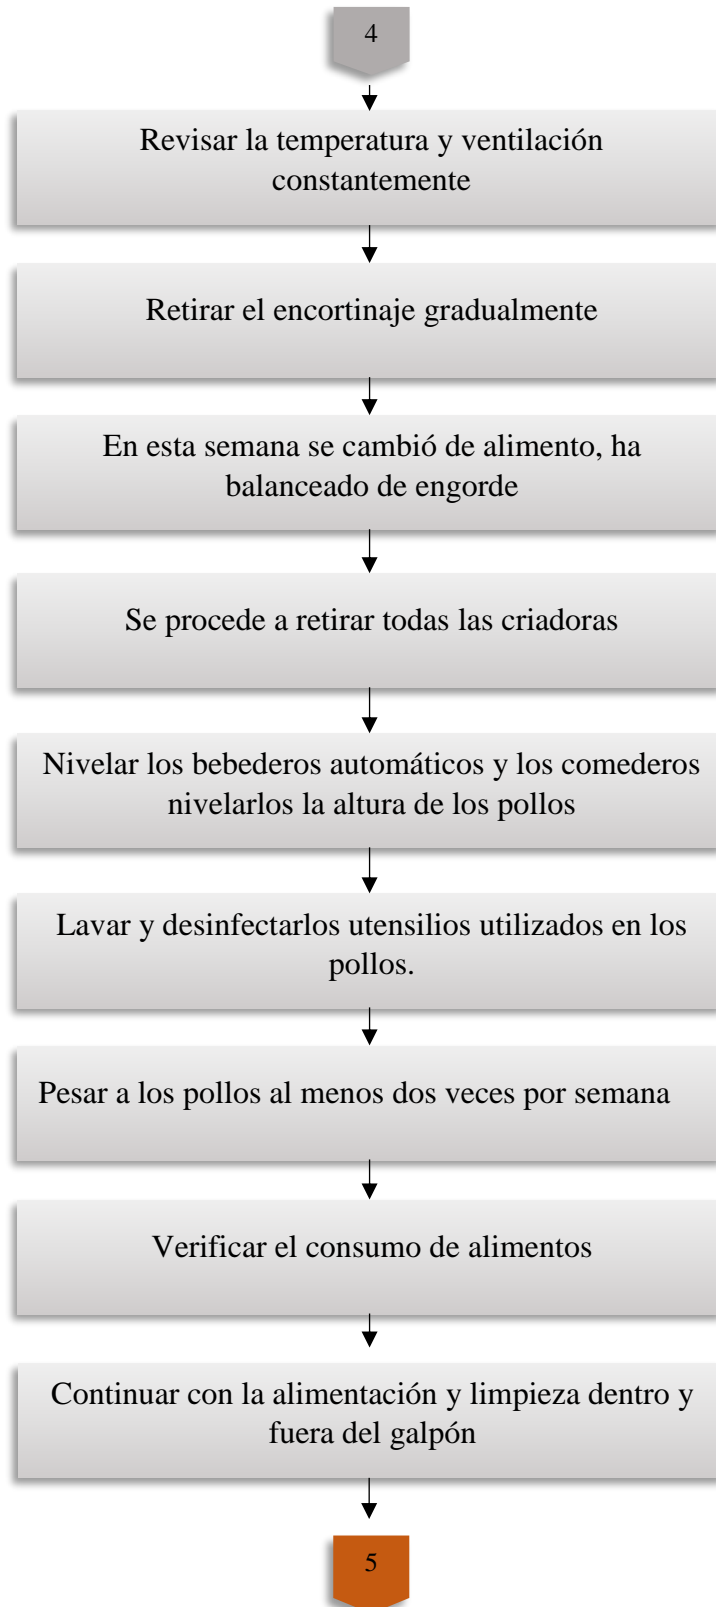 4
Revisar la temperatura y ventilación
constantemente
Retirar el encortinaje gradualmente
En esta semana se cambió de alimento, ha
balanceado de engorde
Se procede a retirar todas las criadoras
Nivelar los bebederos automáticos y los comederos
nivelarlos la altura de los pollos
Lavar y desinfectarlos utensilios utilizados en los
pollos.
Pesar a los pollos al menos dos veces por semana
Verificar el consumo de alimentos
Continuar con la alimentación y limpieza dentro y
fuera del galpón
5